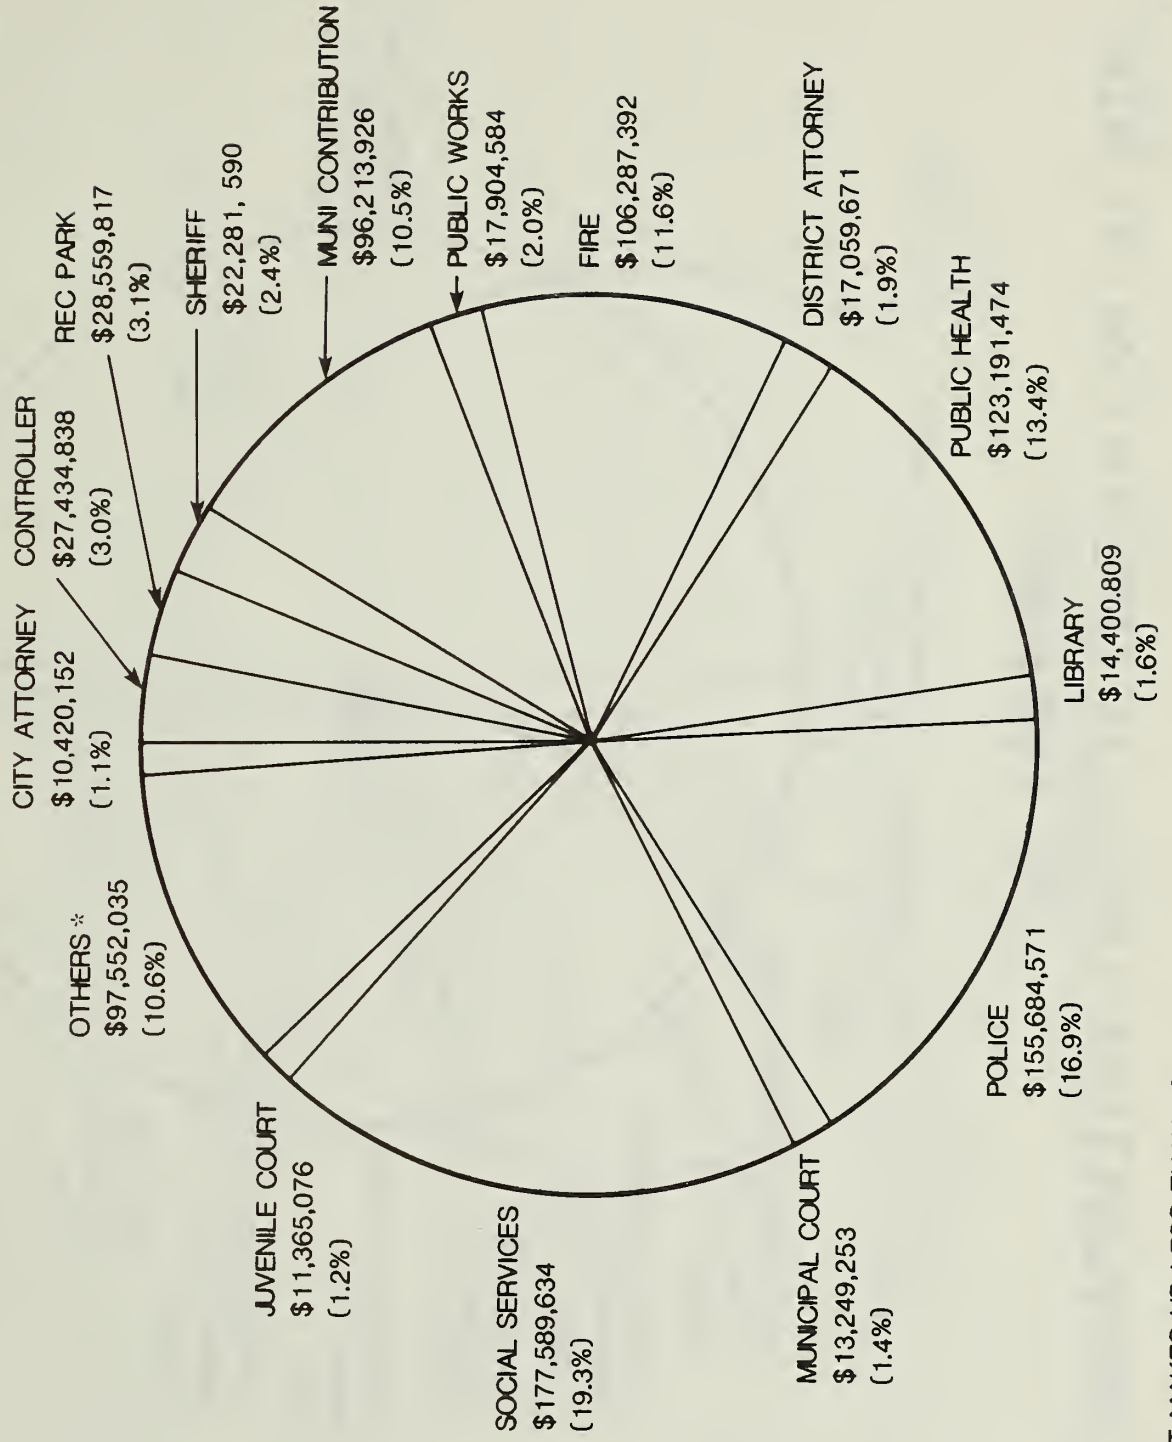 CITY ATTORNEY
$10,420,152
(1.1%)
CONTROLLER
$27,434,838
(3.0%)
REC PARK
$28,559,817
(3.1%)
SHERIFF
$22,281, 590
(2.4%)
MUNI CONTRIBUTION
$96,213,926
(10.5%)
PUBLIC WORKS
$17,904,584
(2.0%)
FIRE
$106,287,392
(11.6%)
DISTRICT ATTORNEY
$17,059,671
(1.9%)
PUBLIC HEALTH
$123,191,474
(13.4%)
LIBRARY
$14,400.809
(1.6%)
POLICE
$155,684,571
(16.9%)
MUNICIPAL COURT
$13,249,253
(1.4%)
SOCIAL SERVICES
$177,589,634
(19.3%)
JUVENILE COURT
$11,365,076
(1.2%)
OTHERS *
$97,552,035
(10.6%)